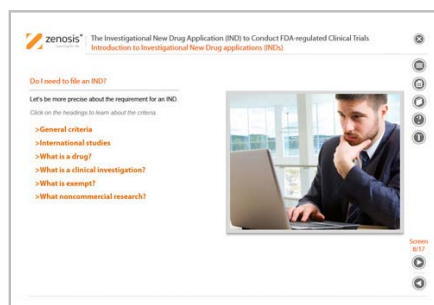 zenosis®
The Investigational New Drug Application (IND) to Conduct FDA-regulated Clinical Trials
Introduction to Investigational New Drug applications (INDs)
Do I need to file an IND?
Let's be more precise about the requirement for an IND.
Click on the headings to learn about the criteria.
>General criteria
>International studies
>What is a drug?
>What is a clinical investigation?
>What is exempt?
>What noncommercial research?
Screen
8/17